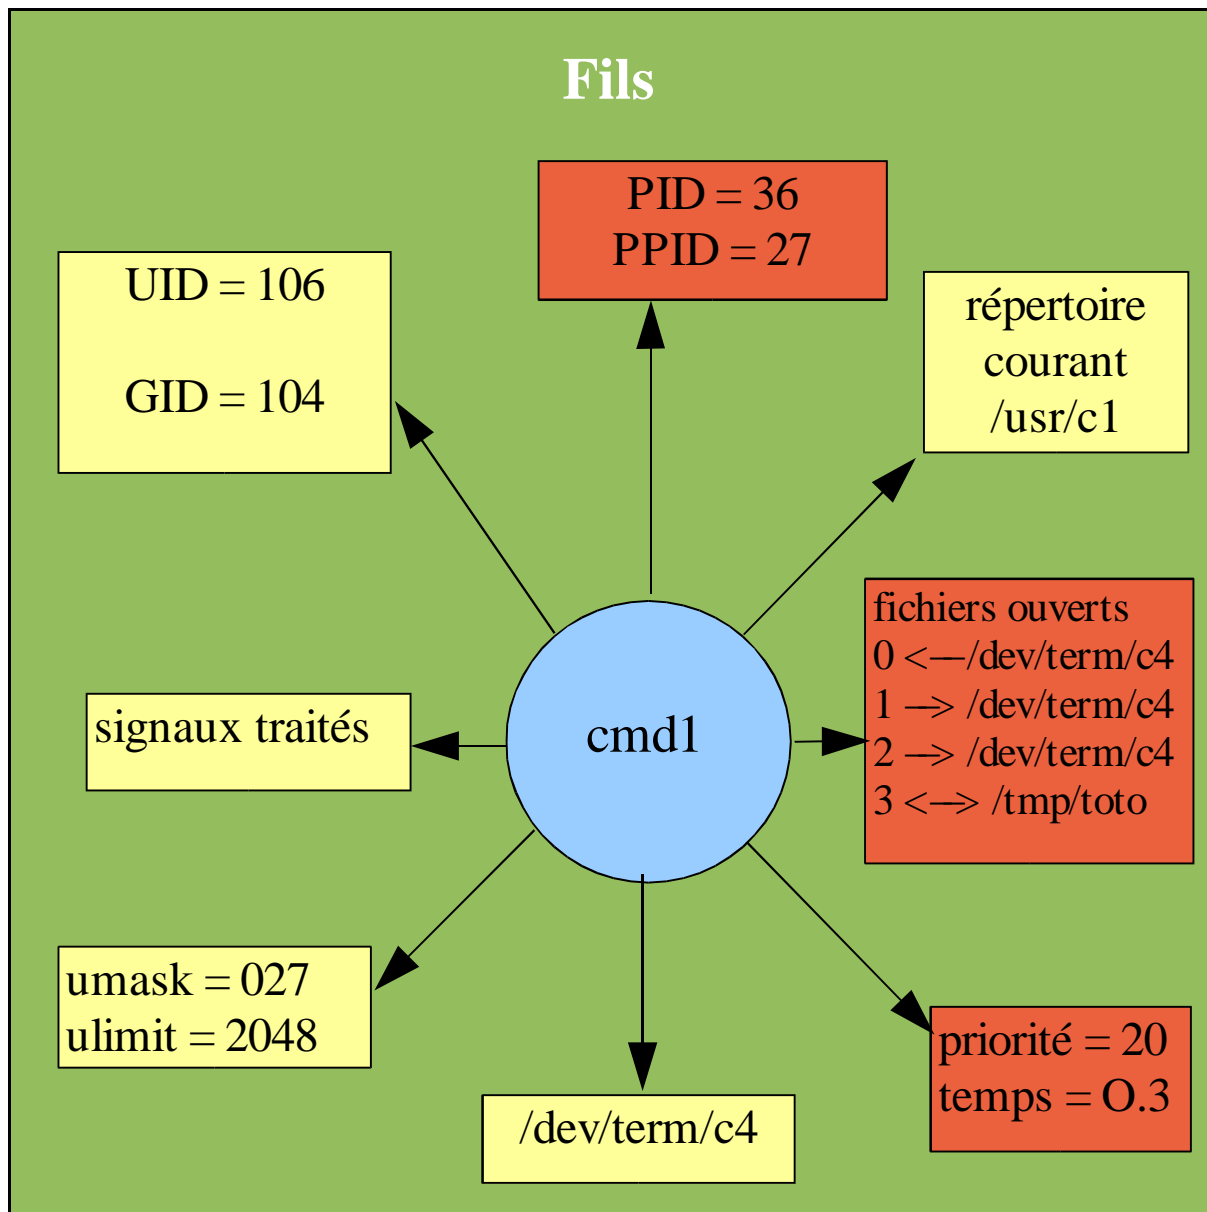 Fils
PID = 36
PPID = 27
UID = 106
GID = 104
répertoire
courant
/usr/c1
fichiers ouverts
0 <---/dev/term/c4
1 --> /dev/term/c4
2 --> /dev/term/c4
3 <--> /tmp/toto
signaux traités
cmd1
umask = 027
ulimit = 2048
/dev/term/c4
priorité = 20
temps = O.3